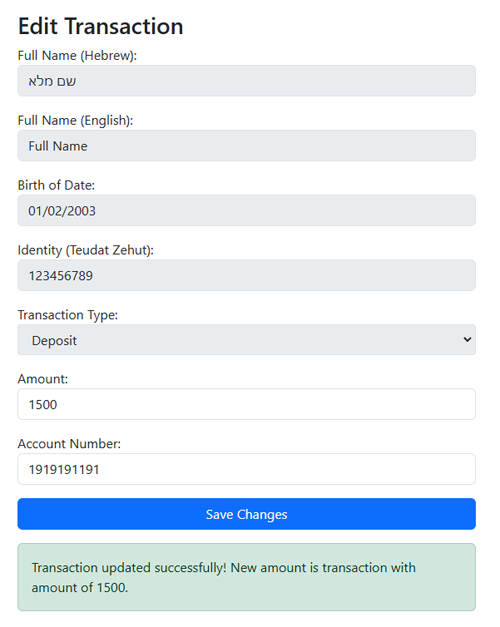 Edit Transaction
Full Name (Hebrew):
שם מלא
Full Name (English):
Full Name
Birth of Date:
01/02/2003
Identity (Teudat Zehut):
123456789
Transaction Type:
Deposit
Amount:
1500
Account Number:
1919191191
Save Changes
Transaction updated successfully! New amount is transaction with
amount of 1500.